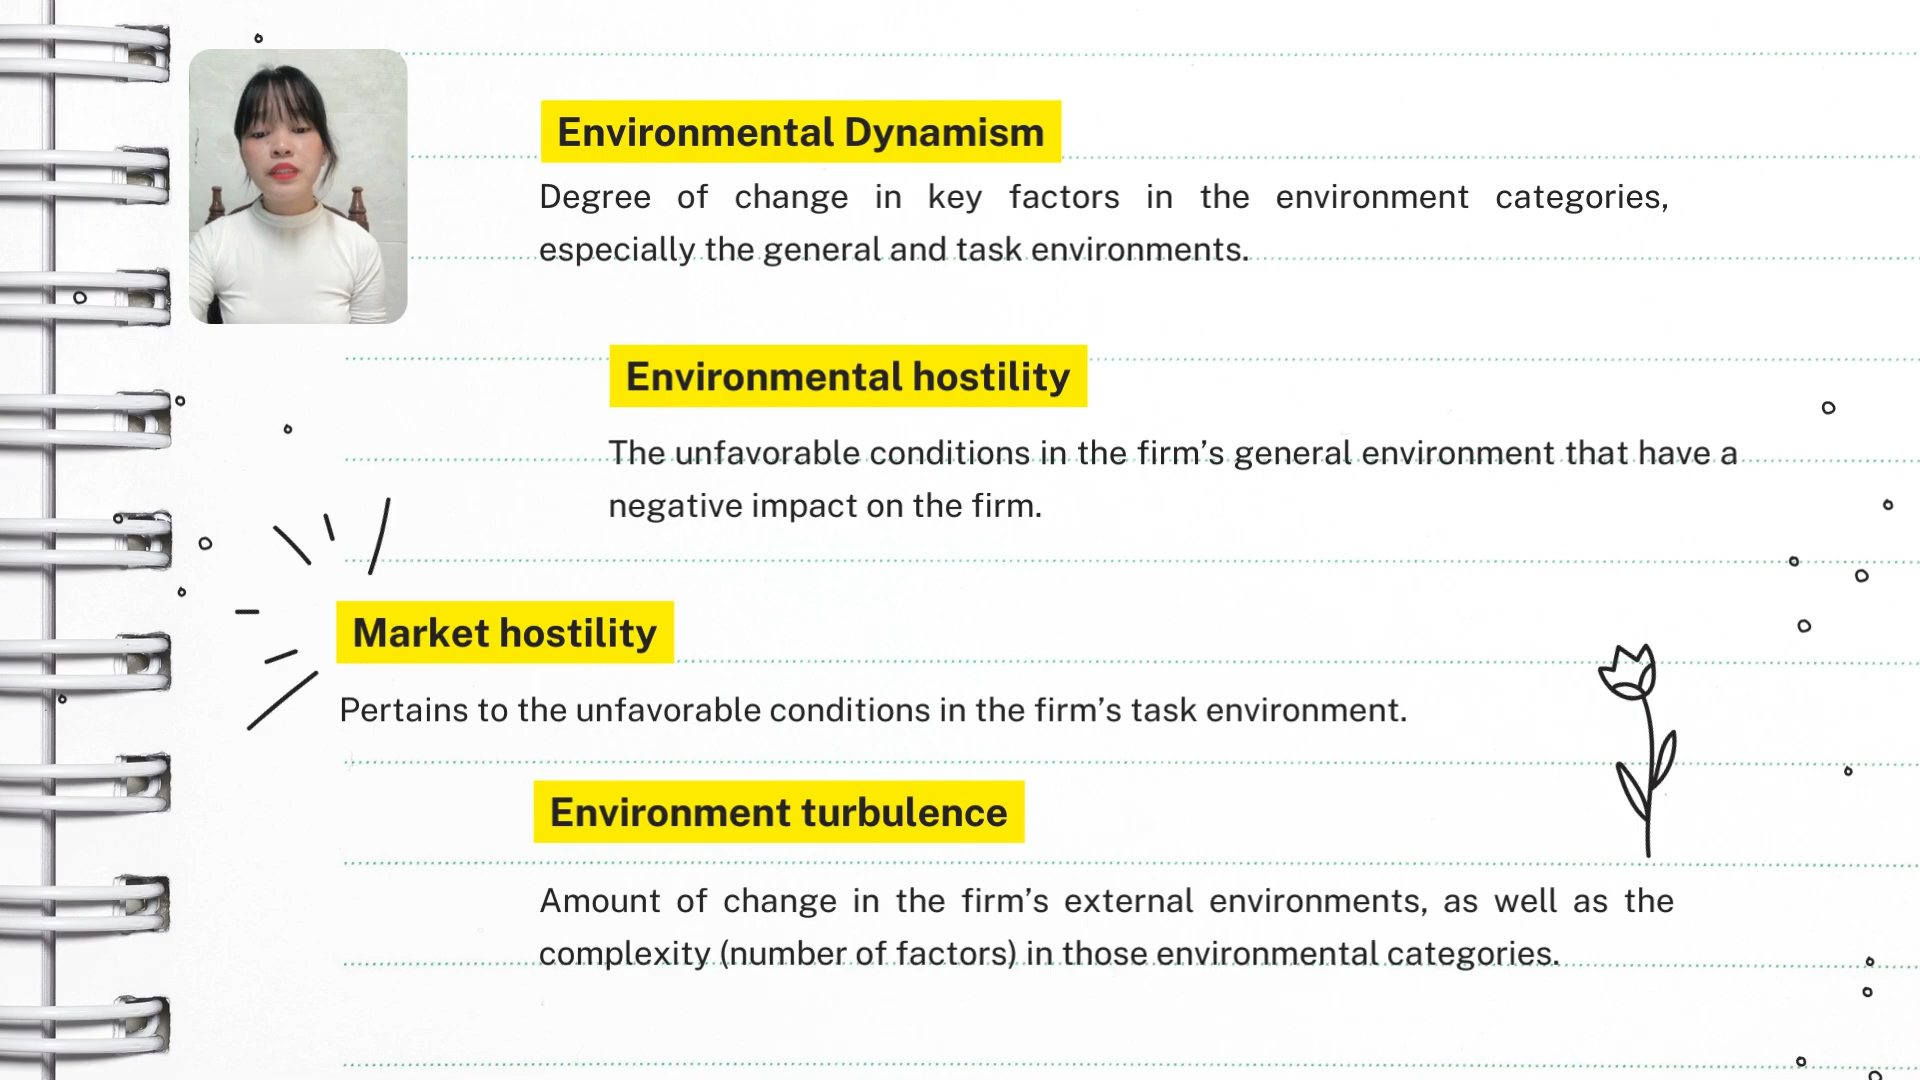 Environmental Dynamism
Degree of change in key factors in the environment categories,
especially the general and task environments.
Environmental hostility
The unfavorable conditions in the firm’s general environment that have a
negative impact on the firm.
Market hostility
Pertains to the unfavorable conditions in the firm’s task environment.
Environment turbulence
Amount of change in the firm’s external environments, as well as the
complexity (number of factors) in those environmental categories.